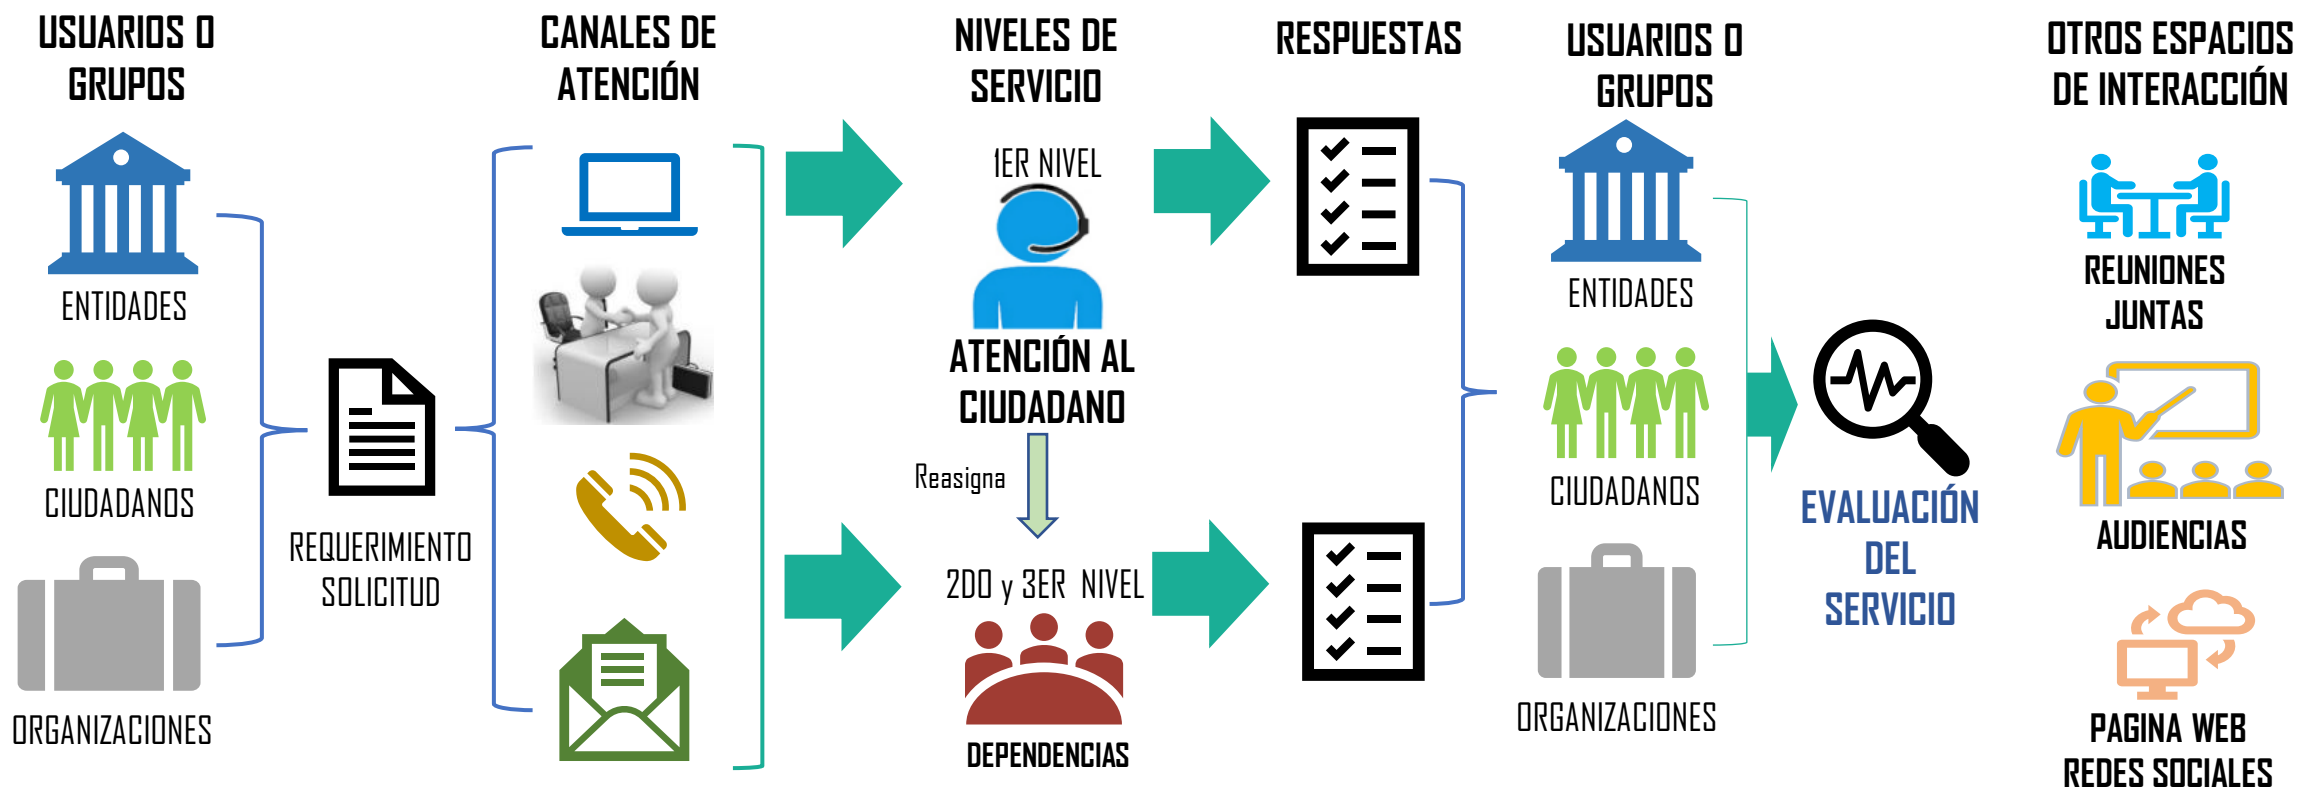 USUARIOS O
GRUPOS
ENTIDADES
CIUDADANOS
ORGANIZACIONES
REQUERIMIENTO
SOLICITUD
CANALES DE
ATENCIÓN
NIVELES DE
SERVICIO
1ER NIVEL
ATENCIÓN AL
CIUDADANO
Reasigna
2DO y 3ER NIVEL
DEPENDENCIAS
RESPUESTAS
USUARIOS O
GRUPOS
ENTIDADES
CIUDADANOS
ORGANIZACIONES
EVALUACIÓN
DEL
SERVICIO
OTROS ESPACIOS
DE INTERACCIÓN
REUNIONES
JUNTAS
AUDIENCIAS
PAGINA WEB
REDES SOCIALES